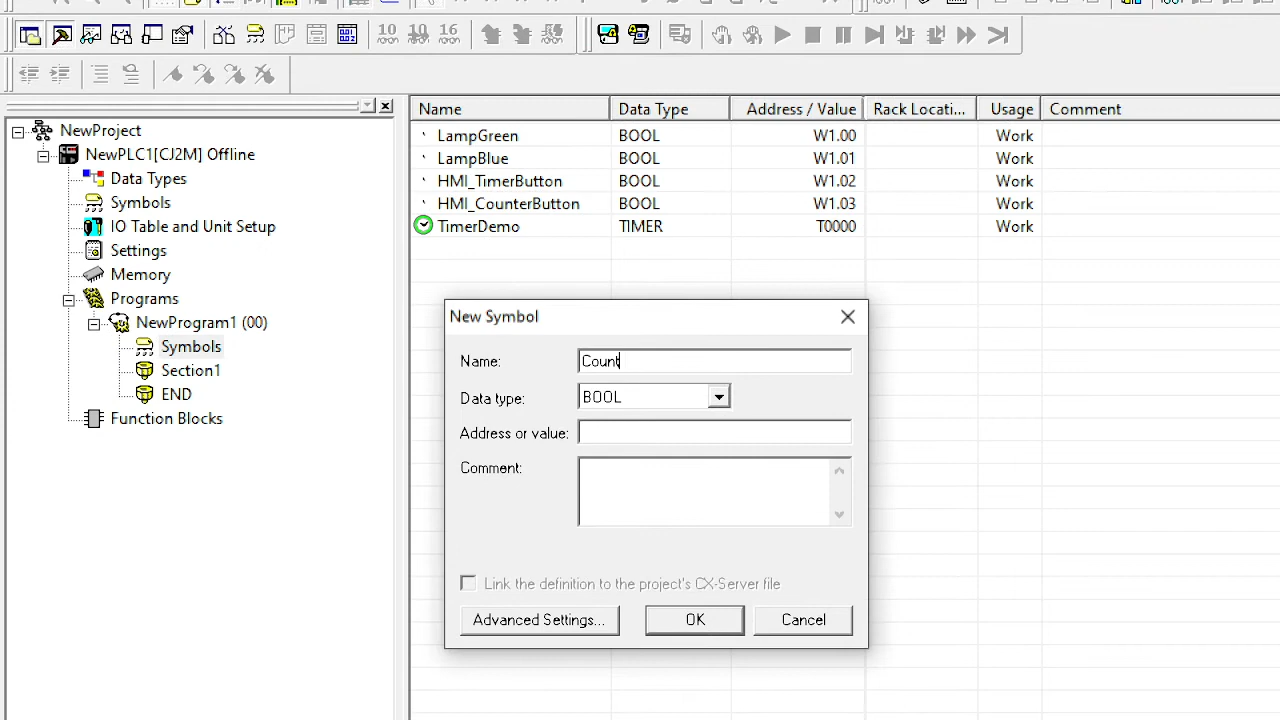 10 10 16
Name Data Type Address / Value Rack Locati... Usage Comment
NewProject
NewPLC1[CJ2M] Offline
Data Types
Symbols
IO Table and Unit Setup
Settings
Memory
Programs
NewProgram1 (00)
Symbols
Section1
END
Function Blocks
LampGreen BOOL W1.00 Work
LampBlue BOOL W1.01 Work
HMI_TimerButton BOOL W1.02 Work
HMI_CounterButton BOOL W1.03 Work
TimerDemo TIMER T0000 Work
New Symbol
Name: Count
Data type: BOOL
Address or value:
Comment:
Link the definition to the project's CX-Server file
Advanced Settings... OK Cancel